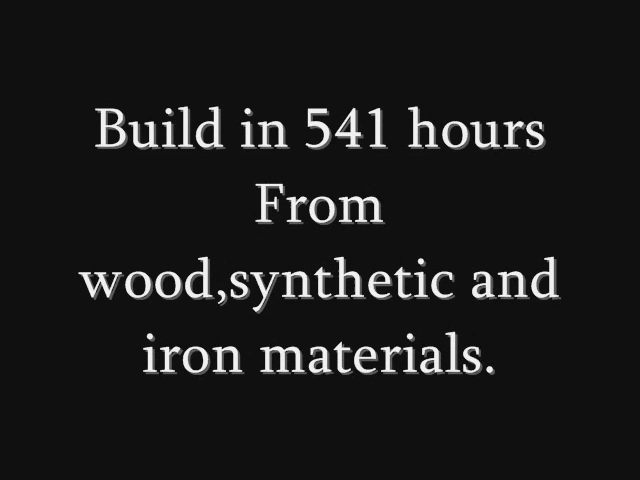 Build in 541 hours
From
wood,synthetic and
iron materials.